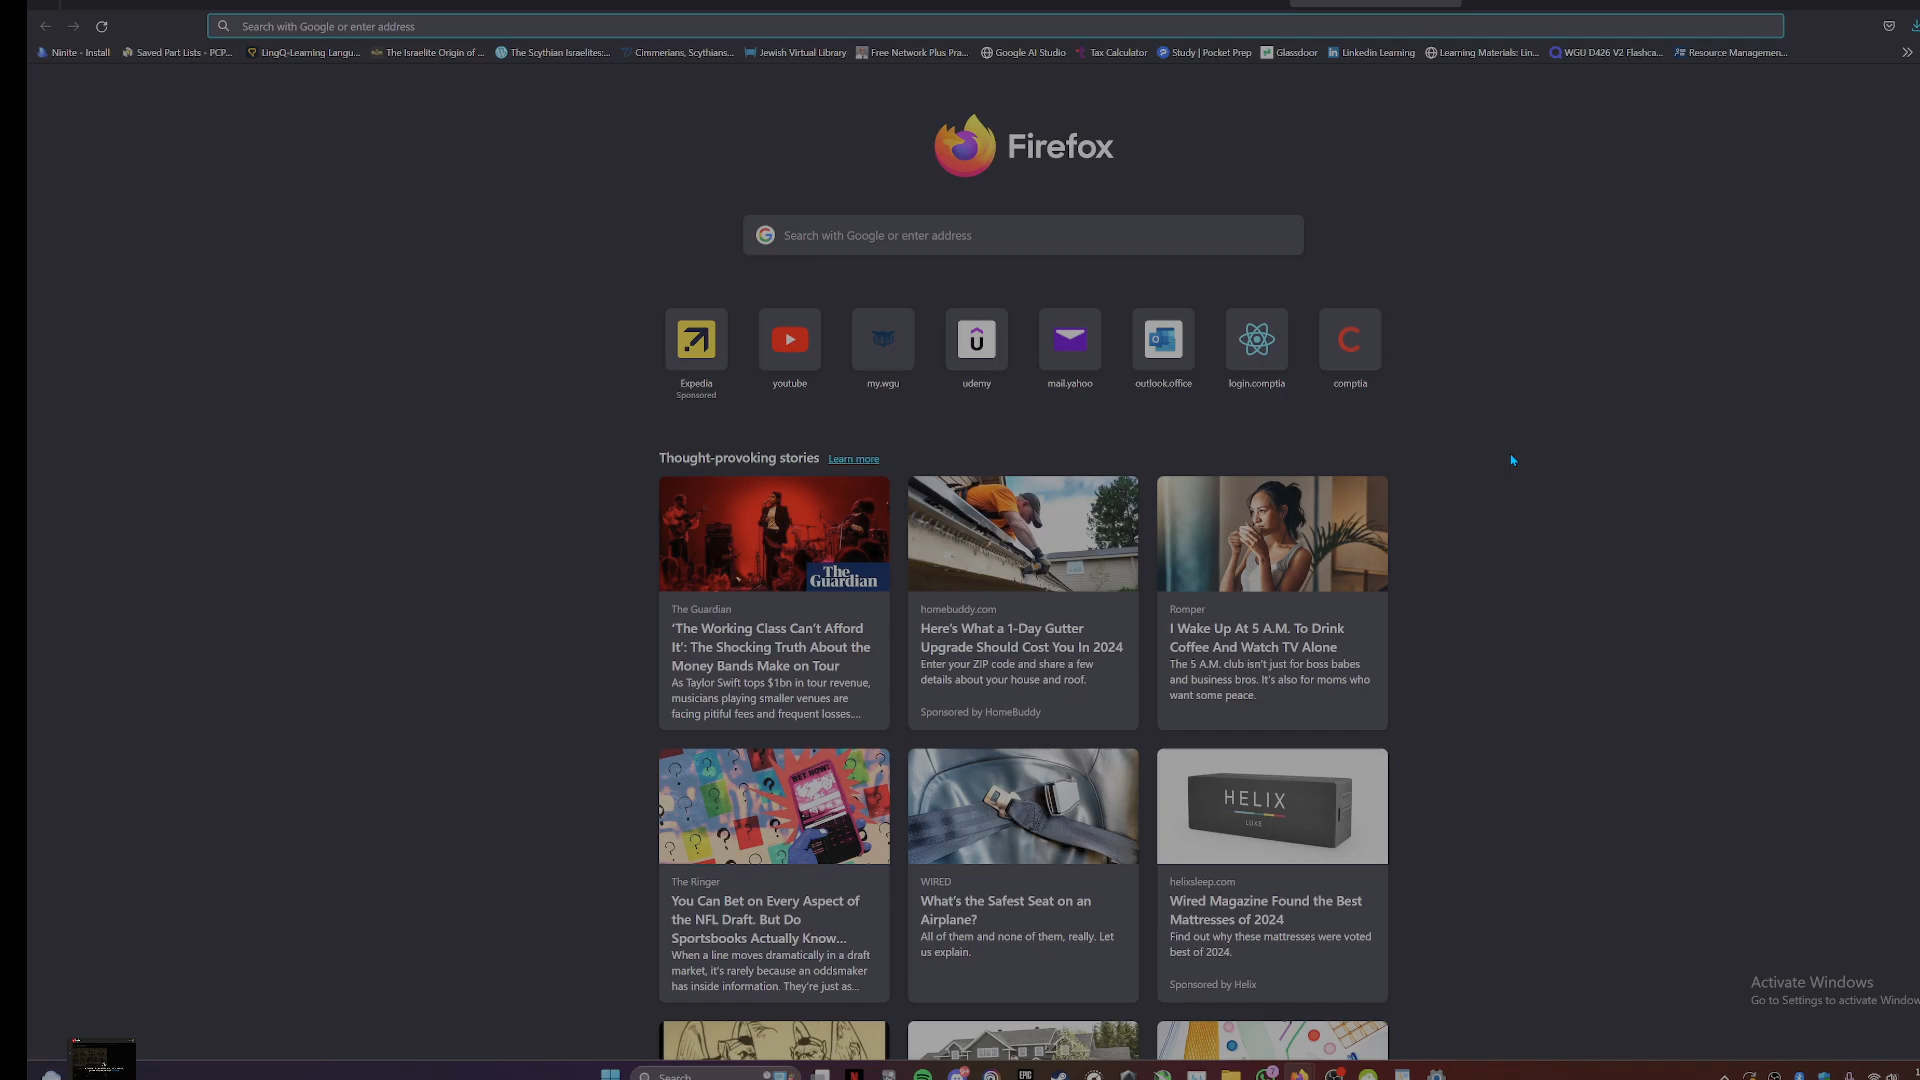 Search with Google or enter address
Ninite - Install
Saved Part Lists - PCP...
LingQ-Learning Langu...
The Israelite Origin of ...
The Scythian Israelites:...
Cimmerians, Scythians...
Jewish Virtual Library
Free Network Plus Pra...
Google AI Studio
Tax Calculator
Study | Pocket Prep
Glassdoor
Linkedin Learning
Learning Materials: Lin...
WGU D426 V2 Flashca...
Resource Managemen...
Firefox
Search with Google or enter address
Expedia
Sponsored
youtube
my.wgu
udemy
mail.yahoo
outlook.office
login.comptia
comptia
Thought-provoking stories Learn more
The
Guardian
The Guardian
‘The Working Class Can’t Afford
It’: The Shocking Truth About the
Money Bands Make on Tour
As Taylor Swift tops $1bn in tour revenue,
musicians playing smaller venues are
facing pitiful fees and frequent losses....
homebuddy.com
Here's What a 1-Day Gutter
Upgrade Should Cost You In 2024
Enter your ZIP code and share a few
details about your house and roof.
Sponsored by HomeBuddy
Romper
I Wake Up At 5 A.M. To Drink
Coffee And Watch TV Alone
The 5 A.M. club isn’t just for boss babes
and business bros. It’s also for moms who
want some peace.
BET NOW!
The Ringer
You Can Bet on Every Aspect of
the NFL Draft. But Do
Sportsbooks Actually Know...
When a line moves dramatically in a draft
market, it’s rarely because an oddsmaker
has inside information. They’re just as...
WIRED
What’s the Safest Seat on an
Airplane?
All of them and none of them, really. Let
us explain.
HELIX
LUXE
helixsleep.com
Wired Magazine Found the Best
Mattresses of 2024
Find out why these mattresses were voted
best of 2024.
Sponsored by Helix
Activate Windows
Go to Settings to activate Window
Search
EPIC